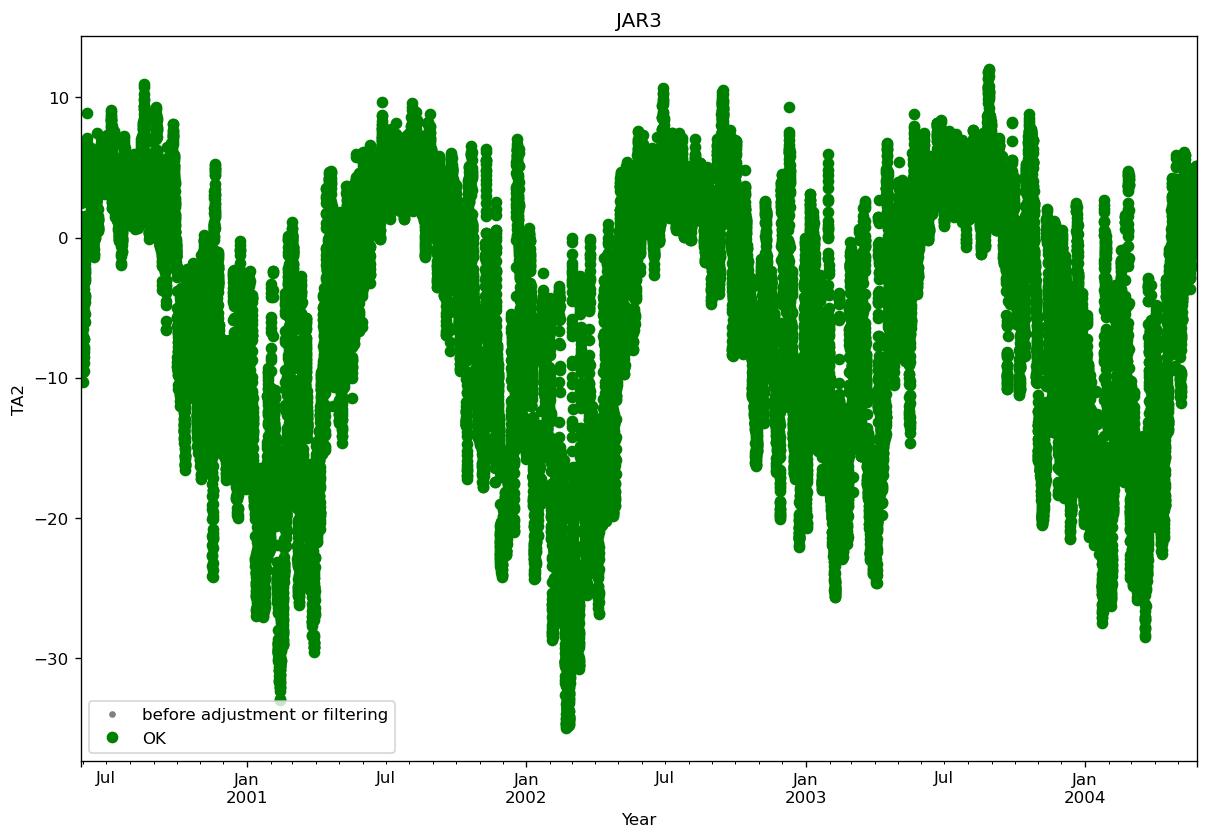 JAR3
10
0
−10
−20
−30
TA2
before adjustment or filtering
OK
Jul Jan Jul Jan Jul Jan Jul Jan
2001 2002 2003 2004
Year